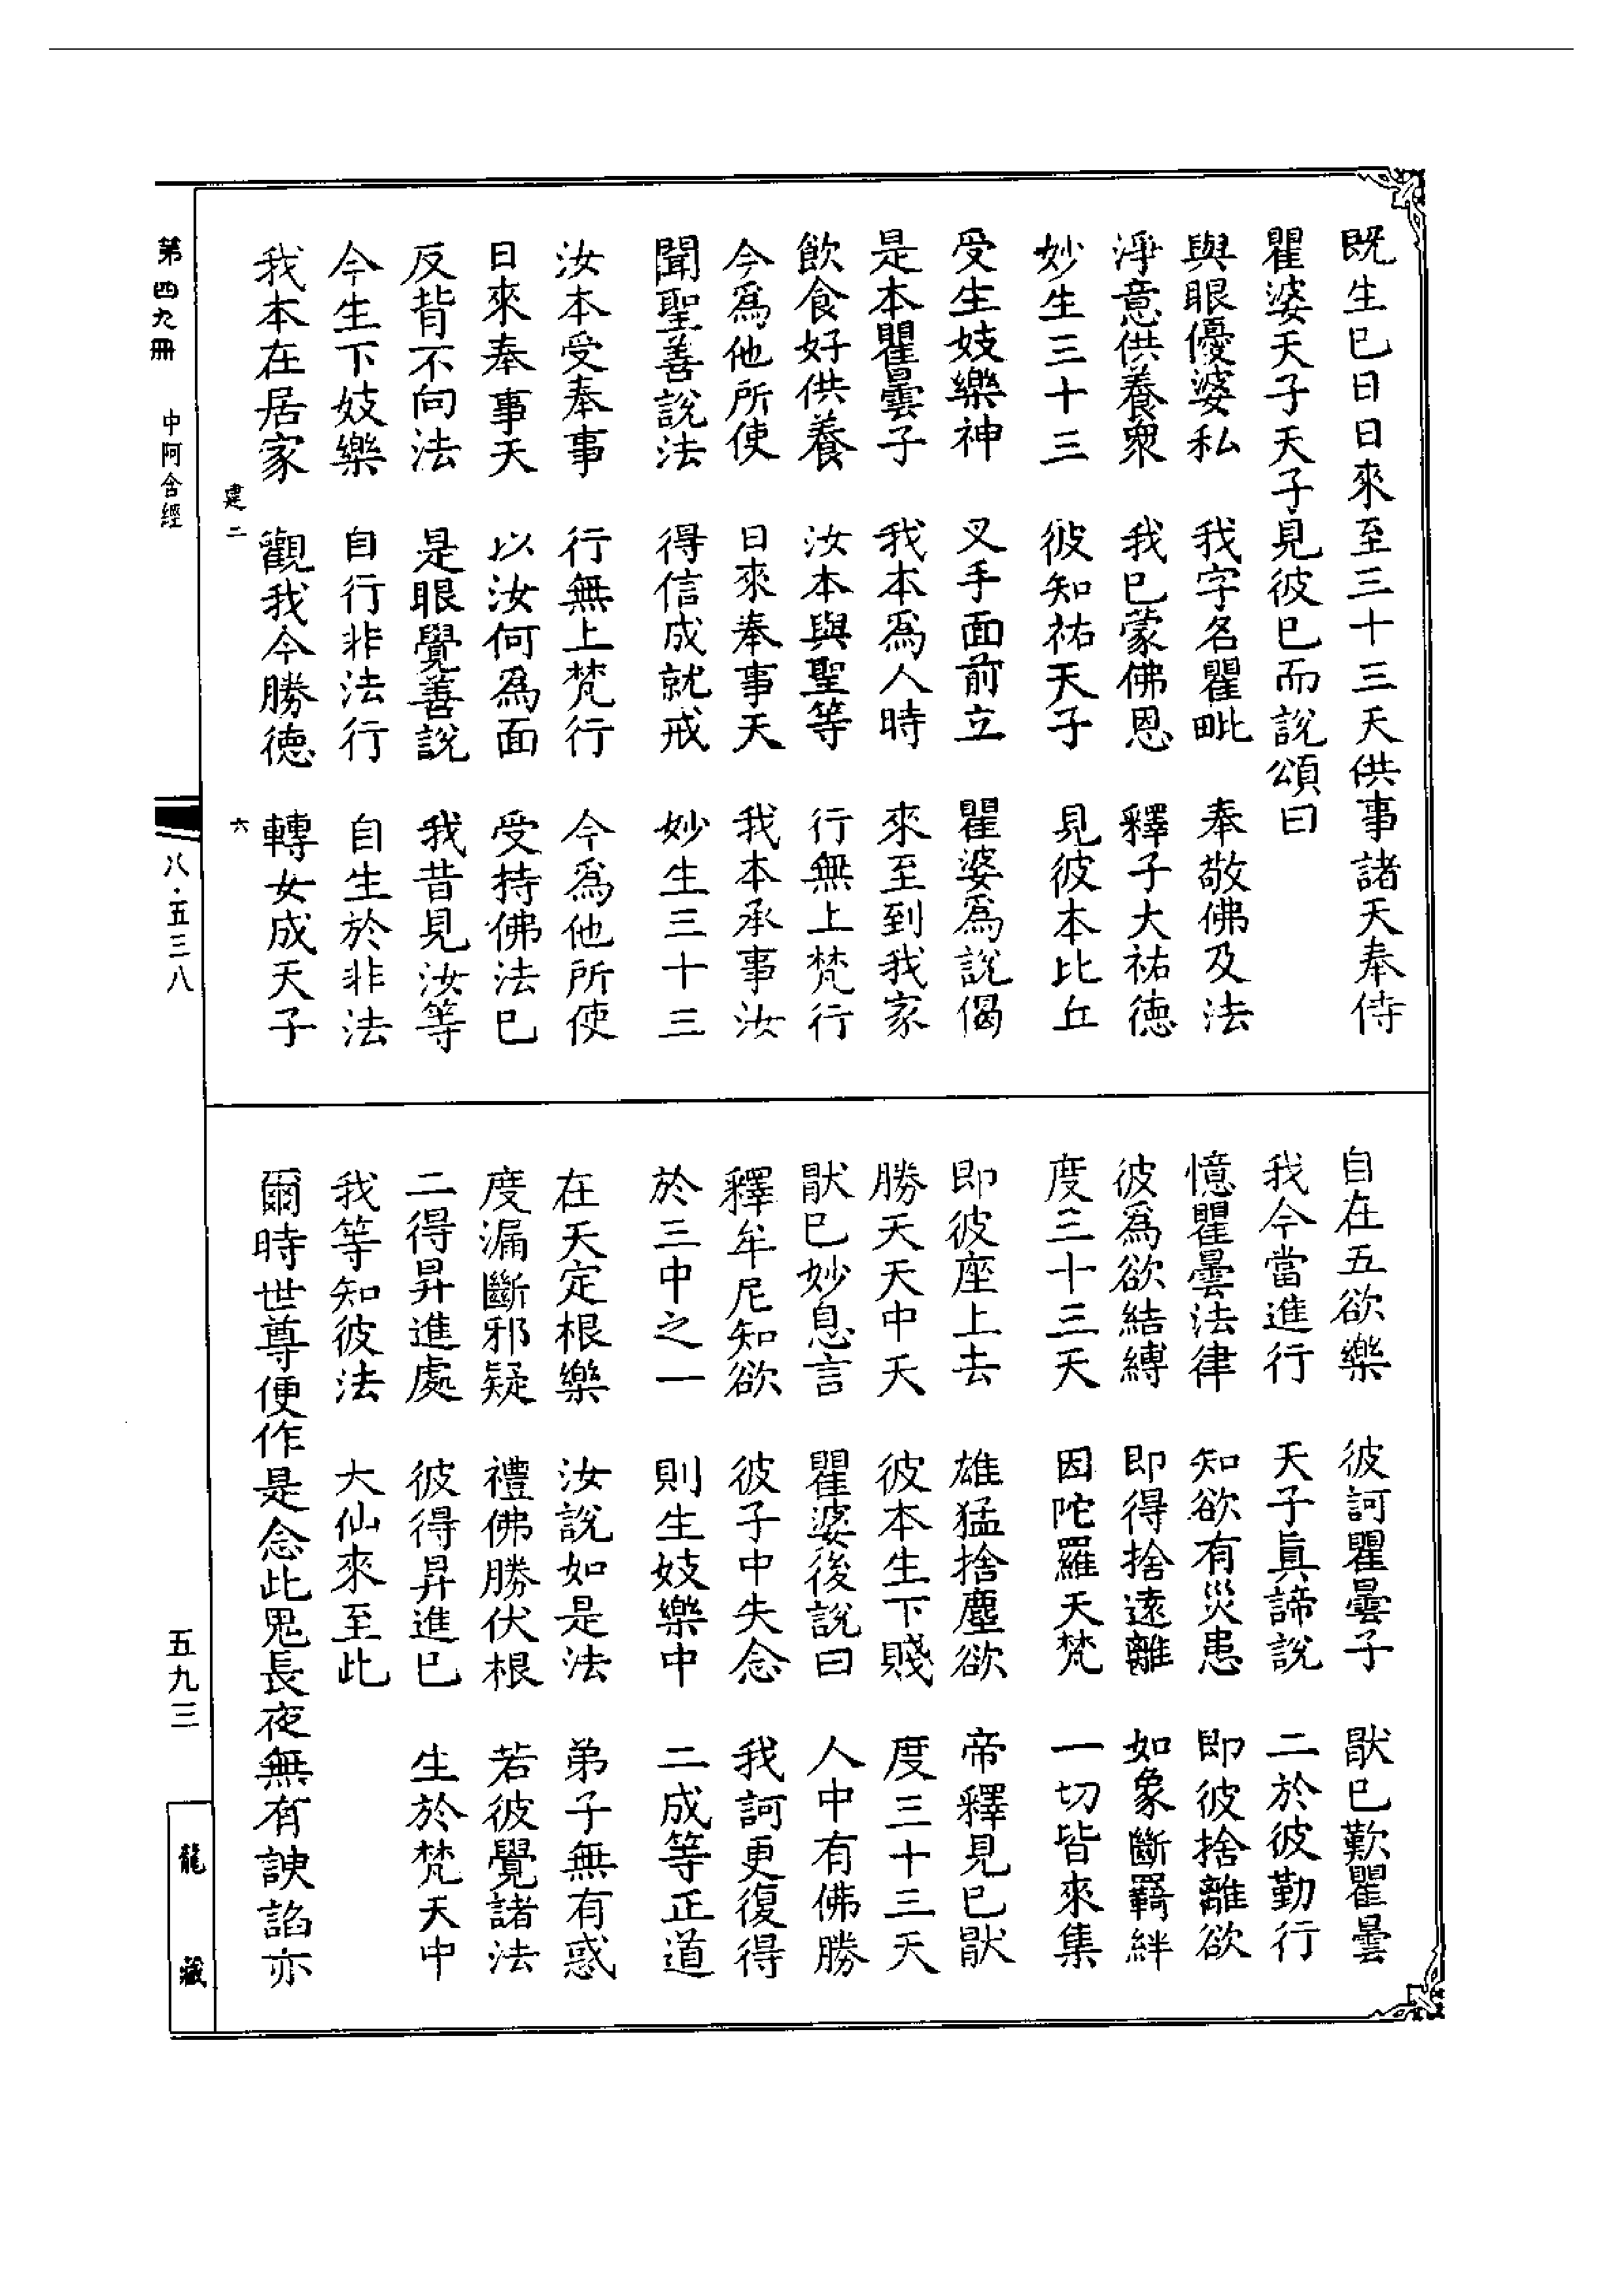 既生已日日來至三十三天供事諸天奉侍
瞿婆天子天子見彼已而說頌曰
與眼優婆私　我字名瞿毗　奉敬佛及法
淨意供養衆　我已蒙佛恩　釋子大祐德
妙生三十三　彼知祐天子　見彼本比丘
受生妓樂神　叉手面前立　瞿婆爲說偈
是本瞿曇子　我本爲人時　來至到我家
飲食好供養　汝本與聖等　行無上梵行
今爲他所使　日來奉事天　我本承事汝
聞聖善說法　得信成就戒　妙生三十三
汝本受奉事　行無上梵行　今爲他所使
日來奉事天　以汝何爲面　受持佛法已
反背不向法　是眼覺善說　我昔見汝等
今生下妓樂　自行非法行　自生於非法
我本在居家　觀我今勝德　轉女成天子
自在五欲樂　彼訶瞿曇子　猒已歎瞿曇
我今當進行　天子真諦說　二於彼勤行
憶瞿曇法律　知欲有災患　即彼捨離欲
彼爲欲結縛　即得捨遠離　如象斷羈絆
度三十三天　因陀羅天梵　一切皆來集
即彼座上去　雄猛捨塵欲　帝釋見已猒
勝天天中天　彼本生下賤　度三十三天
猒已妙息言　瞿婆後說曰　人中有佛勝
釋牟尼知欲　彼子中失念　我訶更復得
於三中之一　則生妓樂中　二成等正道
在天定根樂　汝說如是法　弟子無有惑
度漏斷邪疑　禮佛勝伏根　若彼覺諸法
二得昇進處　彼得昇進已　生於梵天中
我等知彼法　大仙來至此
爾時世尊便作是念此鬼長夜無有諛諂亦
第四九冊　中阿含經
建二　六
八·五三八
五九三
龍藏